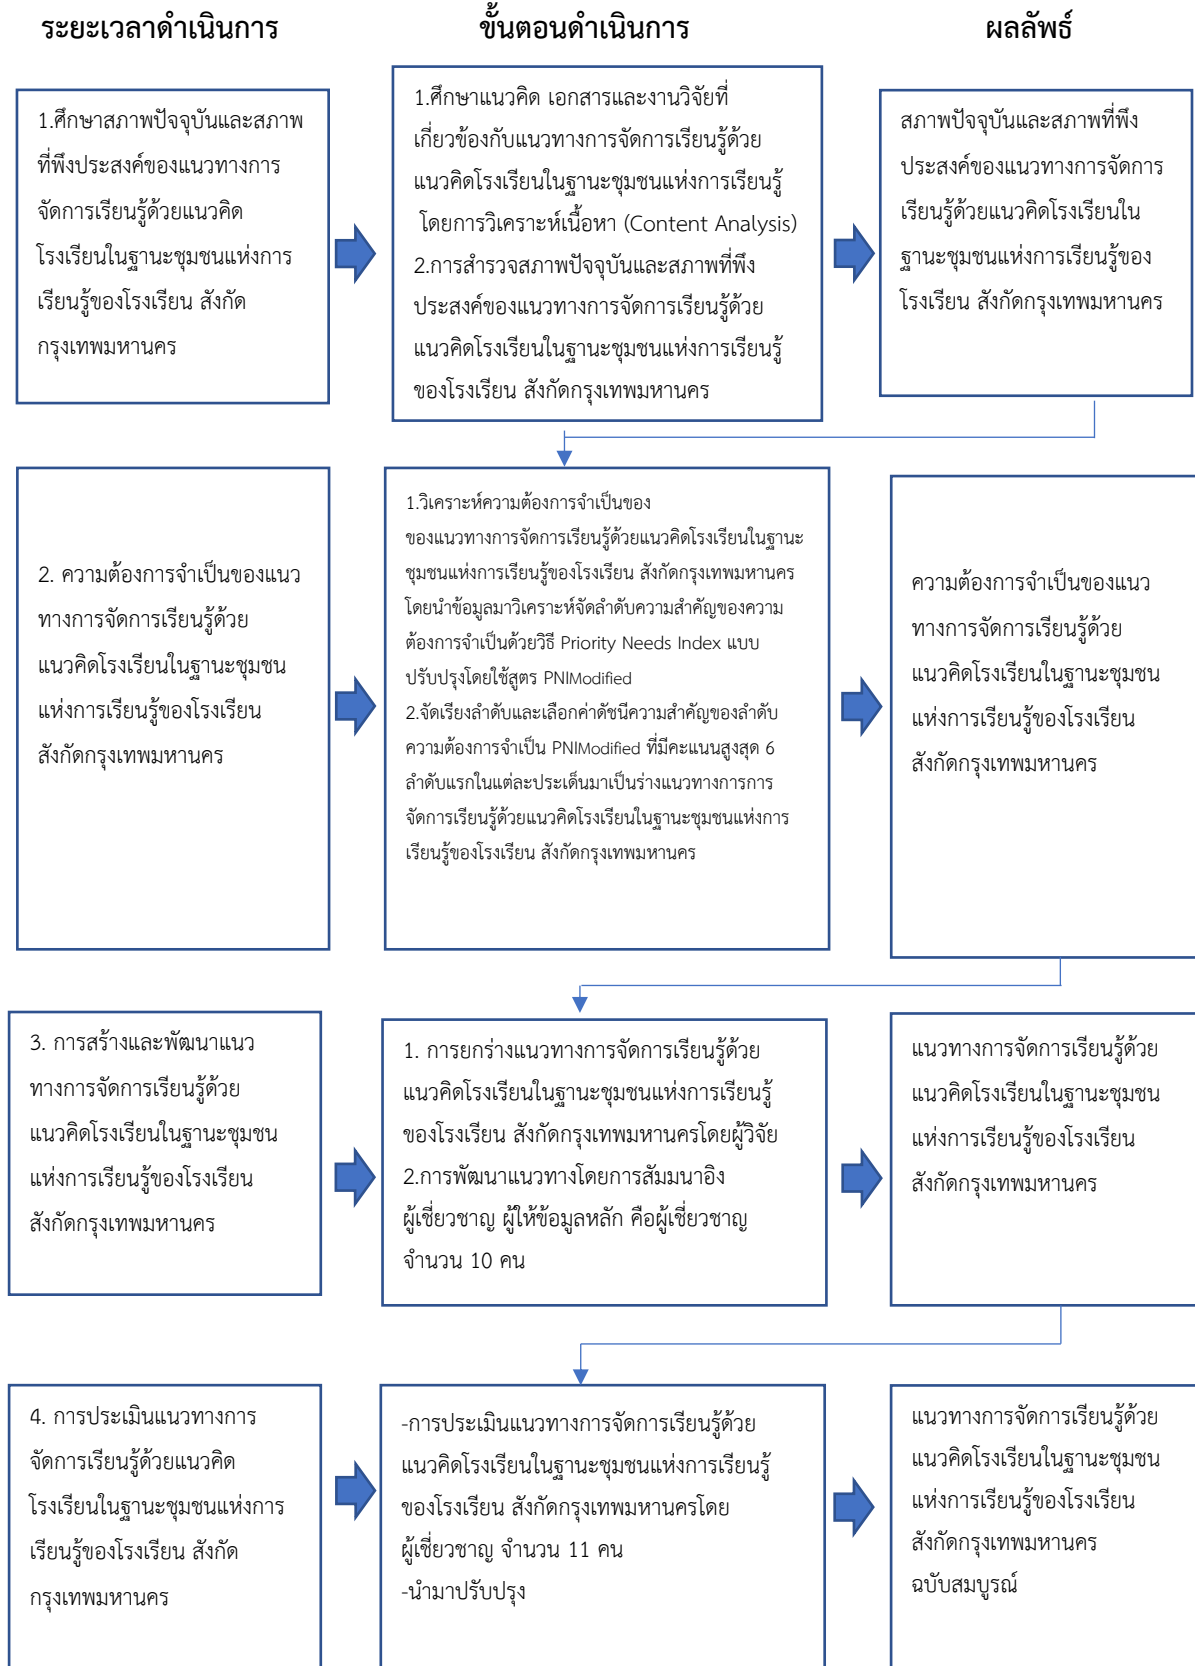 ระยะเวลาดำเนินการ
ขั้นตอนดำเนินการ
ผลลัพธ์
1.ศึกษาสภาพปัจจุบันและสภาพ
ที่พึงประสงค์ของแนวทางการ
จัดการเรียนรู้ด้วยแนวคิด
โรงเรียนในฐานะชุมชนแห่งการ
เรียนรู้ของโรงเรียน สังกัด
กรุงเทพมหานคร
1.ศึกษาแนวคิด เอกสารและงานวิจัยที่
เกี่ยวข้องกับแนวทางการจัดการเรียนรู้ด้วย
แนวคิดโรงเรียนในฐานะชุมชนแห่งการเรียนรู้
โดยการวิเคราะห์เนื้อหา (Content Analysis)
2.การสำรวจสภาพปัจจุบันและสภาพที่พึง
ประสงค์ของแนวทางการจัดการเรียนรู้ด้วย
แนวคิดโรงเรียนในฐานะชุมชนแห่งการเรียนรู้
ของโรงเรียน สังกัดกรุงเทพมหานคร
สภาพปัจจุบันและสภาพที่พึง
ประสงค์ของแนวทางการจัดการ
เรียนรู้ด้วยแนวคิดโรงเรียนใน
ฐานะชุมชนแห่งการเรียนรู้ของ
โรงเรียน สังกัดกรุงเทพมหานคร
2. ความต้องการจำเป็นของแนว
ทางการจัดการเรียนรู้ด้วย
แนวคิดโรงเรียนในฐานะชุมชน
แห่งการเรียนรู้ของโรงเรียน
สังกัดกรุงเทพมหานคร
1.วิเคราะห์ความต้องการจำเป็นของ
ของแนวทางการจัดการเรียนรู้ด้วยแนวคิดโรงเรียนในฐานะ
ชุมชนแห่งการเรียนรู้ของโรงเรียน สังกัดกรุงเทพมหานคร
โดยนำข้อมูลมาวิเคราะห์จัดลำดับความสำคัญของความ
ต้องการจำเป็นด้วยวิธี Priority Needs Index แบบ
ปรับปรุงโดยใช้สูตร PNIModified
2.จัดเรียงลำดับและเลือกค่าดัชนีความสำคัญของลำดับ
ความต้องการจำเป็น PNIModified ที่มีคะแนนสูงสุด 6
ลำดับแรกในแต่ละประเด็นมาเป็นร่างแนวทางการการ
จัดการเรียนรู้ด้วยแนวคิดโรงเรียนในฐานะชุมชนแห่งการ
เรียนรู้ของโรงเรียน สังกัดกรุงเทพมหานคร
ความต้องการจำเป็นของแนว
ทางการจัดการเรียนรู้ด้วย
แนวคิดโรงเรียนในฐานะชุมชน
แห่งการเรียนรู้ของโรงเรียน
สังกัดกรุงเทพมหานคร
3. การสร้างและพัฒนาแนว
ทางการจัดการเรียนรู้ด้วย
แนวคิดโรงเรียนในฐานะชุมชน
แห่งการเรียนรู้ของโรงเรียน
สังกัดกรุงเทพมหานคร
1. การยกร่างแนวทางการจัดการเรียนรู้ด้วย
แนวคิดโรงเรียนในฐานะชุมชนแห่งการเรียนรู้
ของโรงเรียน สังกัดกรุงเทพมหานครโดยผู้วิจัย
2.การพัฒนาแนวทางโดยการสัมมนาอิง
ผู้เชี่ยวชาญ ผู้ให้ข้อมูลหลัก คือผู้เชี่ยวชาญ
จำนวน 10 คน
แนวทางการจัดการเรียนรู้ด้วย
แนวคิดโรงเรียนในฐานะชุมชน
แห่งการเรียนรู้ของโรงเรียน
สังกัดกรุงเทพมหานคร
4. การประเมินแนวทางการ
จัดการเรียนรู้ด้วยแนวคิด
โรงเรียนในฐานะชุมชนแห่งการ
เรียนรู้ของโรงเรียน สังกัด
กรุงเทพมหานคร
-การประเมินแนวทางการจัดการเรียนรู้ด้วย
แนวคิดโรงเรียนในฐานะชุมชนแห่งการเรียนรู้
ของโรงเรียน สังกัดกรุงเทพมหานครโดย
ผู้เชี่ยวชาญ จำนวน 11 คน
-นำมาปรับปรุง
แนวทางการจัดการเรียนรู้ด้วย
แนวคิดโรงเรียนในฐานะชุมชน
แห่งการเรียนรู้ของโรงเรียน
สังกัดกรุงเทพมหานคร
ฉบับสมบูรณ์